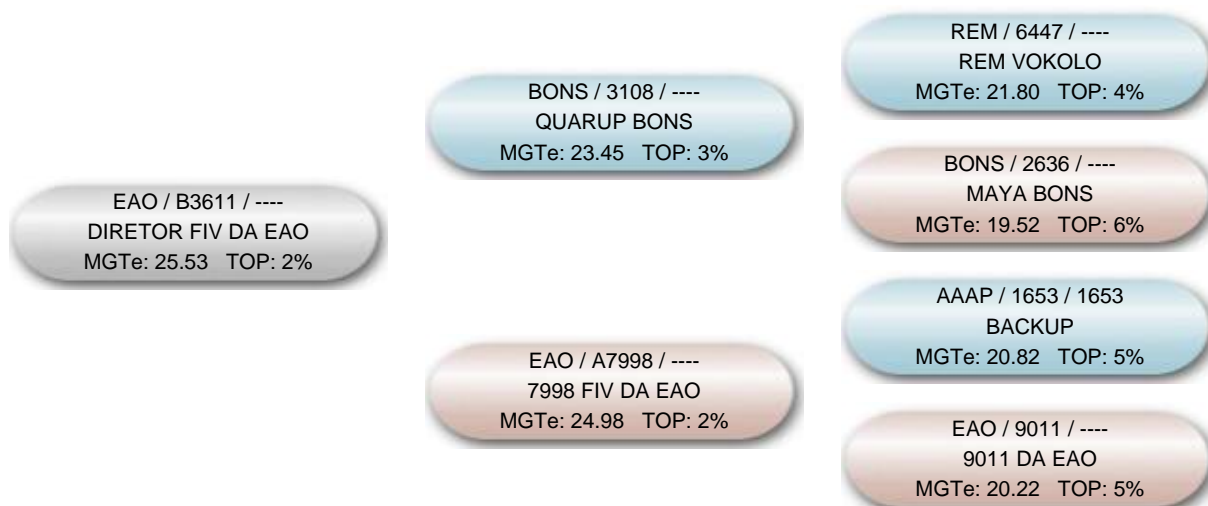 REM / 6447 / ----
REM VOKOLO
MGTe: 21.80 TOP: 4%
BONS / 3108 / ----
QUARUP BONS
MGTe: 23.45 TOP: 3%
BONS / 2636 / ----
MAYA BONS
MGTe: 19.52 TOP: 6%
EAO / B3611 / ----
DIRETOR FIV DA EAO
MGTe: 25.53 TOP: 2%
AAAP / 1653 / 1653
BACKUP
MGTe: 20.82 TOP: 5%
EAO / A7998 / ----
7998 FIV DA EAO
MGTe: 24.98 TOP: 2%
EAO / 9011 / ----
9011 DA EAO
MGTe: 20.22 TOP: 5%